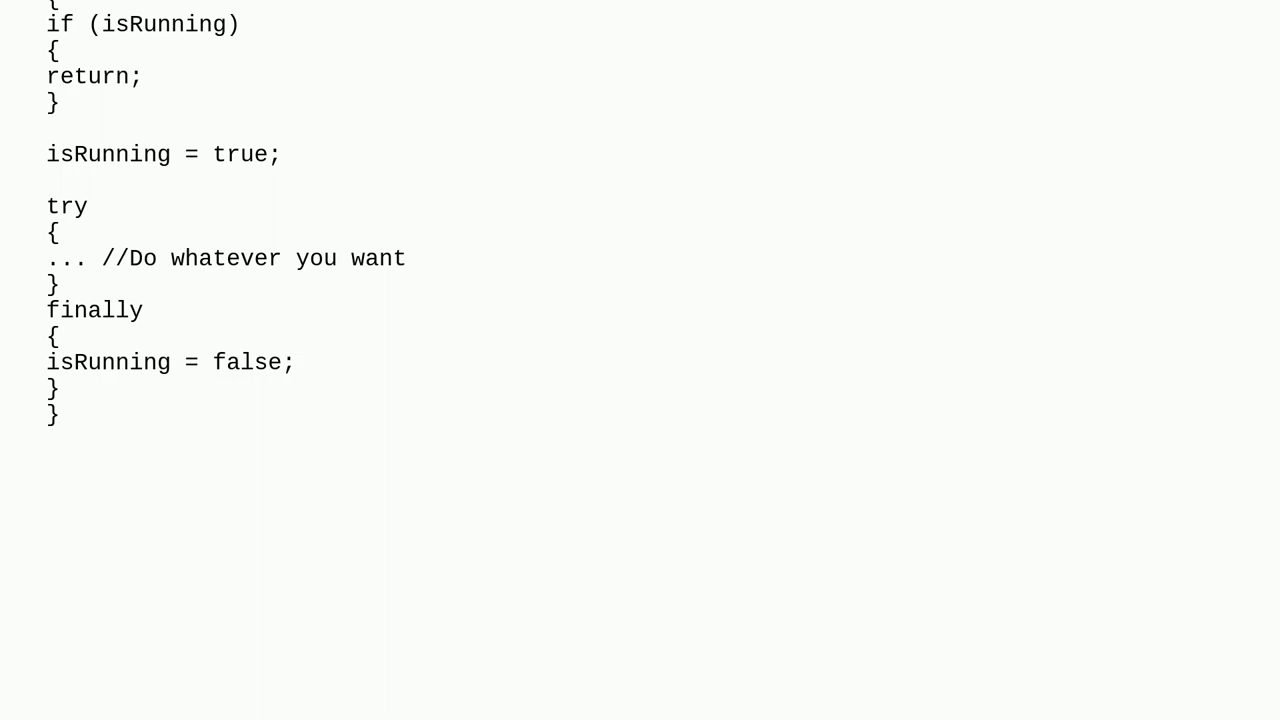 {
if (isRunning)
{
return;
}

isRunning = true;

try
{
... //Do whatever you want
}
finally
{
isRunning = false;
}
}